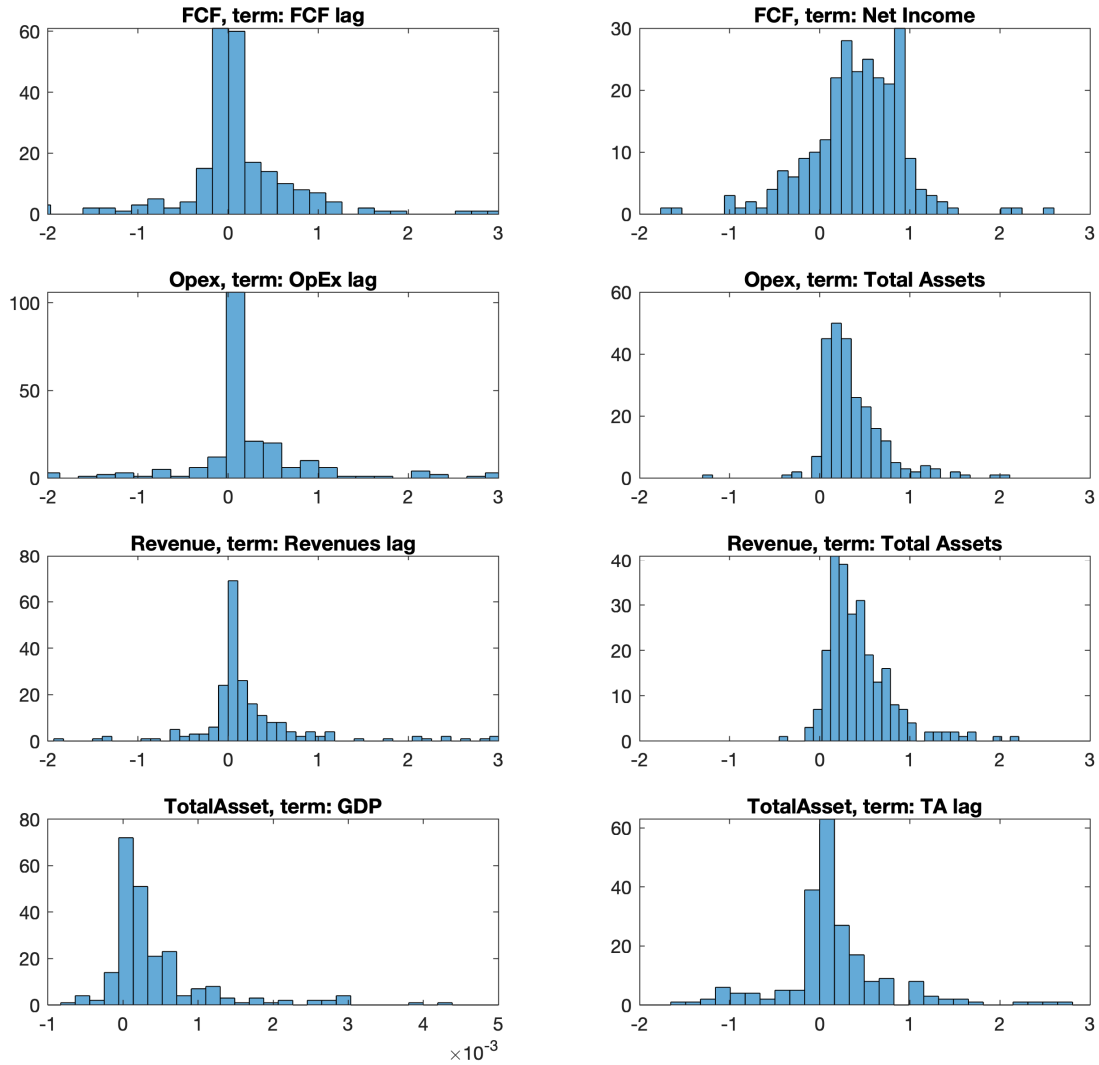 FCF, term: FCF lag
60
40
20
0
-2 -1 0 1 2 3
FCF, term: Net Income
30
20
10
0
-2 -1 0 1 2 3
Opex, term: OpEx lag
100
50
0
-2 -1 0 1 2 3
Opex, term: Total Assets
60
40
20
0
-2 -1 0 1 2 3
Revenue, term: Revenues lag
80
60
40
20
0
-2 -1 0 1 2 3
Revenue, term: Total Assets
40
30
20
10
0
-2 -1 0 1 2 3
TotalAsset, term: GDP
80
60
40
20
0
-1 0 1 2 3 4 5
×10⁻³
TotalAsset, term: TA lag
60
40
20
0
-2 -1 0 1 2 3